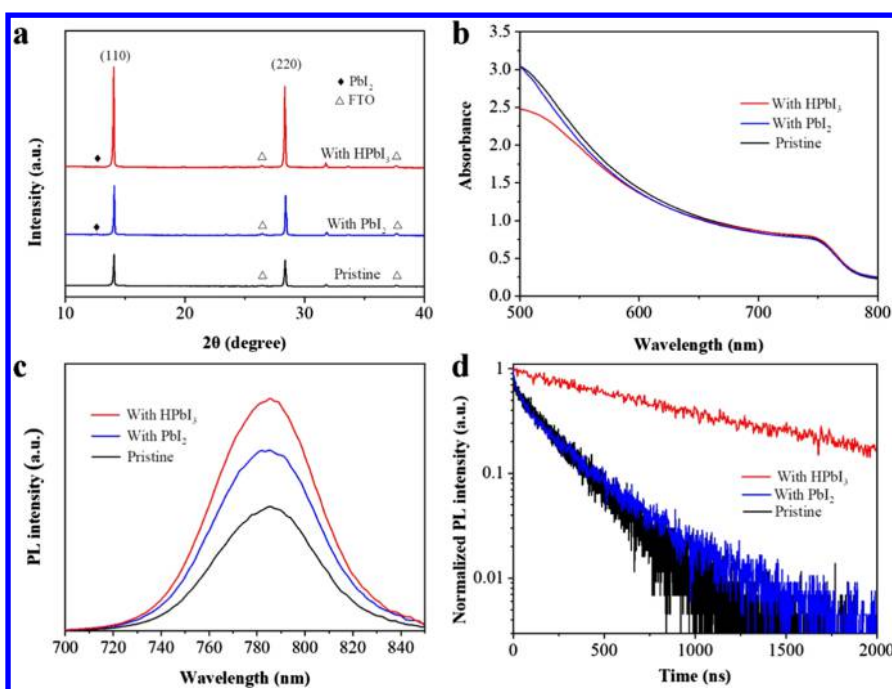 a
(110)
(220)
◆ PbI₂
△ FTO
With HPbI₃
With PbI₂
Pristine
Intensity (a.u.)
10 20 30 40
2θ (degree)
b
3.5
3.0
2.5
2.0
1.5
1.0
0.5
0.0
With HPbI₃
With PbI₂
Pristine
Absorbance
500 600 700 800
Wavelength (nm)
c
With HPbI₃
With PbI₂
Pristine
PL intensity (a.u.)
700 720 740 760 780 800 820 840
Wavelength (nm)
d
1
0.1
0.01
With HPbI₃
With PbI₂
Pristine
Normalized PL intensity (a.u.)
0 500 1000 1500 2000
Time (ns)